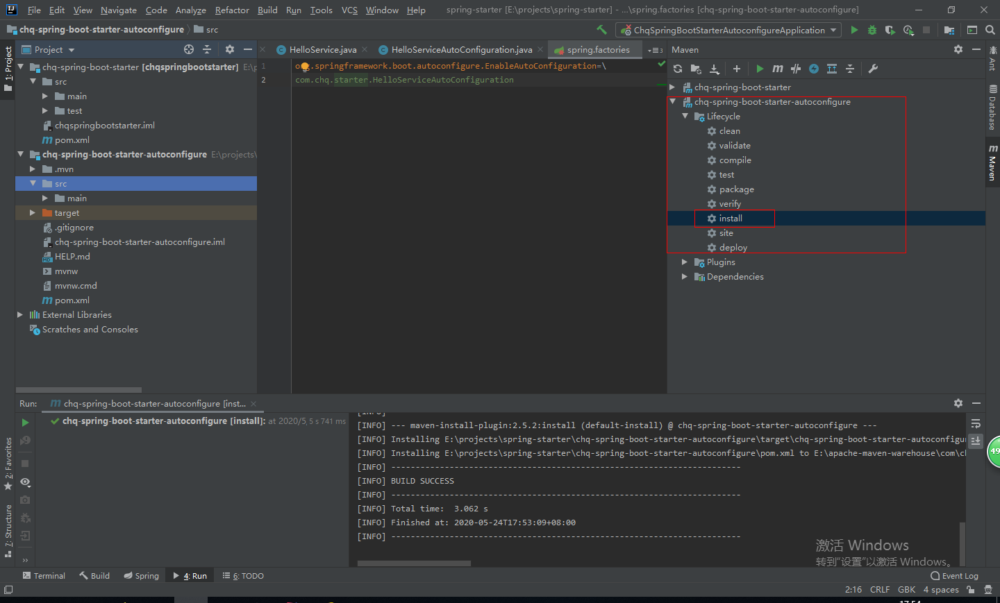 File Edit View Navigate Code Analyze Refactor Build Run Tools VCS Window Help spring-starter [E:\projects\spring-starter] - ...\spring.factories [chq-spring-boot-starter-autoconfigure]
chq-spring-boot-starter-autoconfigure src ChqSpringBootStarterAutoconfigureApplication
1: Project
Project
chq-spring-boot-starter [chqspringbootstarter] E:\p
src
main
test
chqspringbootstarter.iml
pom.xml
chq-spring-boot-starter-autoconfigure E:\projects\
.mvn
src
main
target
.gitignore
chq-spring-boot-starter-autoconfigure.iml
HELP.md
mvnw
mvnw.cmd
pom.xml
External Libraries
Scratches and Consoles
HelloService.java HelloServiceAutoConfiguration.java spring.factories
1 .springframework.boot.autoconfigure.EnableAutoConfiguration=\
2 com.chq.starter.HelloServiceAutoConfiguration
Maven
chq-spring-boot-starter
chq-spring-boot-starter-autoconfigure
Lifecycle
clean
validate
compile
test
package
verify
install
site
deploy
Plugins
Dependencies
Ant
Database
Maven
Run: chq-spring-boot-starter-autoconfigure [inst...
chq-spring-boot-starter-autoconfigure [install]: at 2020/5, 5 s 741 ms
[INFO]
[INFO] --- maven-install-plugin:2.5.2:install (default-install) @ chq-spring-boot-starter-autoconfigure ---
[INFO] Installing E:\projects\spring-starter\chq-spring-boot-starter-autoconfigure\target\chq-spring-boot-starter-autoconfigur
[INFO] Installing E:\projects\spring-starter\chq-spring-boot-starter-autoconfigure\pom.xml to E:\apache-maven-warehouse\com\c
[INFO] ------------------------------------------------------------------------
[INFO] BUILD SUCCESS
[INFO] ------------------------------------------------------------------------
[INFO] Total time: 3.062 s
[INFO] Finished at: 2020-05-24T17:53:09+08:00
[INFO] ------------------------------------------------------------------------
2: Favorites
7: Structure
49
激活 Windows
转到“设置”以激活 Windows。
Terminal Build Spring 4: Run 6: TODO Event Log
2:16 CRLF GBK 4 spaces
17:54